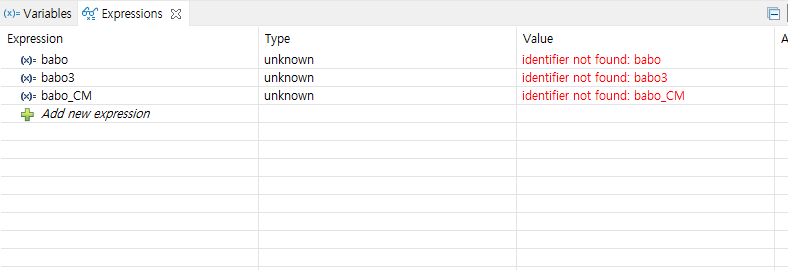 (x)= Variables Expressions
Expression Type Value A
(x)= babo unknown identifier not found: babo
(x)= babo3 unknown identifier not found: babo3
(x)= babo_CM unknown identifier not found: babo_CM
Add new expression